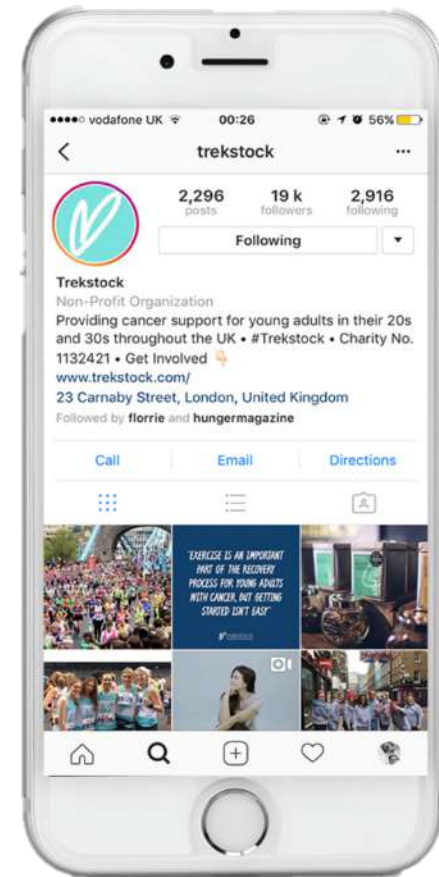 vodafone UK 00:26 56%
trekstock
2,296 19 k 2,916
posts followers following
Following
Trekstock
Non-Profit Organization
Providing cancer support for young adults in their 20s
and 30s throughout the UK • #Trekstock • Charity No.
1132421 • Get Involved 👇🏻
www.trekstock.com/
23 Carnaby Street, London, United Kingdom
Followed by florrie and hungermagazine
Call Email Directions
"EXERCISE IS AN IMPORTANT
PART OF THE RECOVERY
PROCESS FOR YOUNG ADULTS
WITH CANCER, BUT GETTING
STARTED ISN'T EASY"